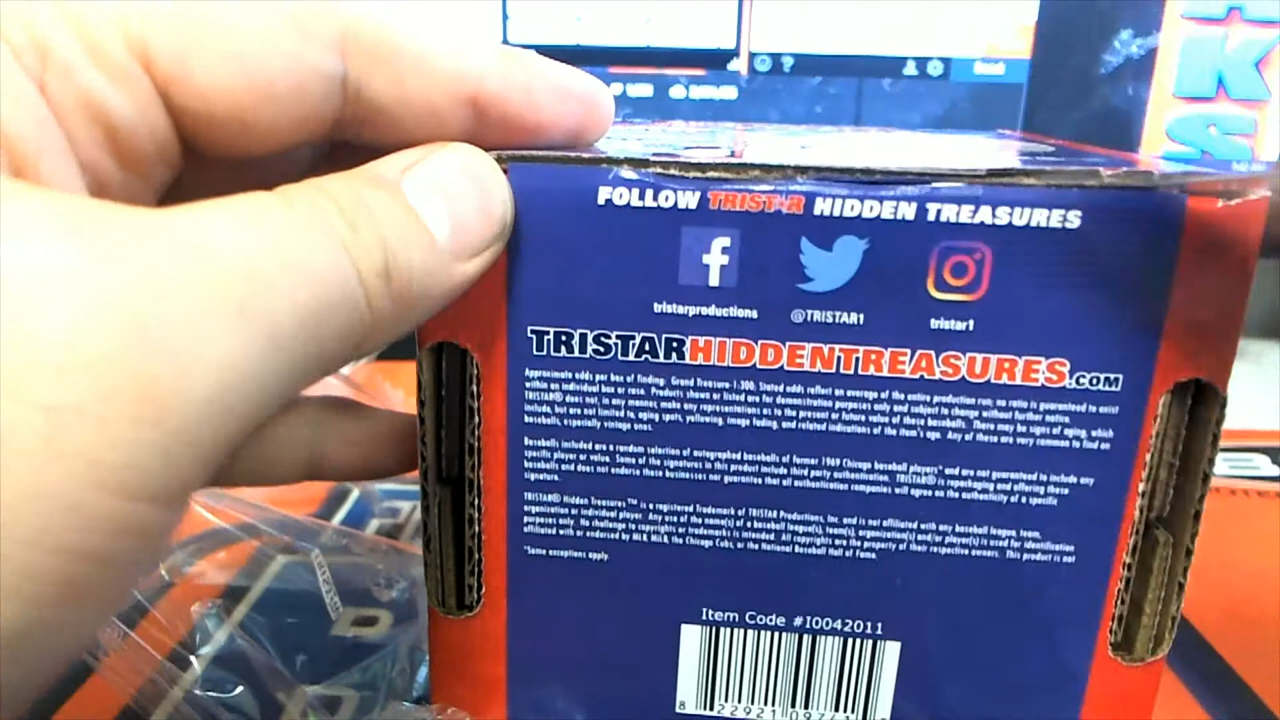 K
S
FOLLOW TRISTAR HIDDEN TREASURES
f
tristarproductions @TRISTAR1 tristar1
TRISTARHIDDENTREASURES.COM
Approximate odds per box of finding: Grand Treasure-1:300; Stated odds reflect an average of the entire production run; no ratio is guaranteed to exist
within an individual box or case. Products shown or listed are for demonstration purposes only and subject to change without further notice.
TRISTAR® does not, in any manner, make any representations as to the present or future value of these baseballs. There may be signs of aging, which
include, but are not limited to, aging spots, yellowing, image fading, and related indications of the item's age. Any of these are very common to find on
baseballs, especially vintage ones.
Baseballs included are a random selection of autographed baseballs of former 1969 Chicago baseball players* and are not guaranteed to include any
specific player or value. Some of the signatures in this product include third party authentication. TRISTAR® is repackaging and offering these
baseballs and does not endorse these businesses nor guarantee that all authentication companies will agree on the authenticity of a specific
signature.
TRISTAR® Hidden Treasures™ is a registered Trademark of TRISTAR Productions, Inc. and is not affiliated with any baseball league, team,
organization or individual player. Any use of the name(s) of a baseball league(s), team(s), organization(s) and/or player(s) is used for identification
purposes only. No challenge to copyrights or trademarks is intended. All copyrights are the property of their respective owners. This product is not
affiliated with or endorsed by MLB, MiLB, the Chicago Cubs, or the National Baseball Hall of Fame.
*Some exceptions apply.
Item Code #I0042011
8 22921 09741